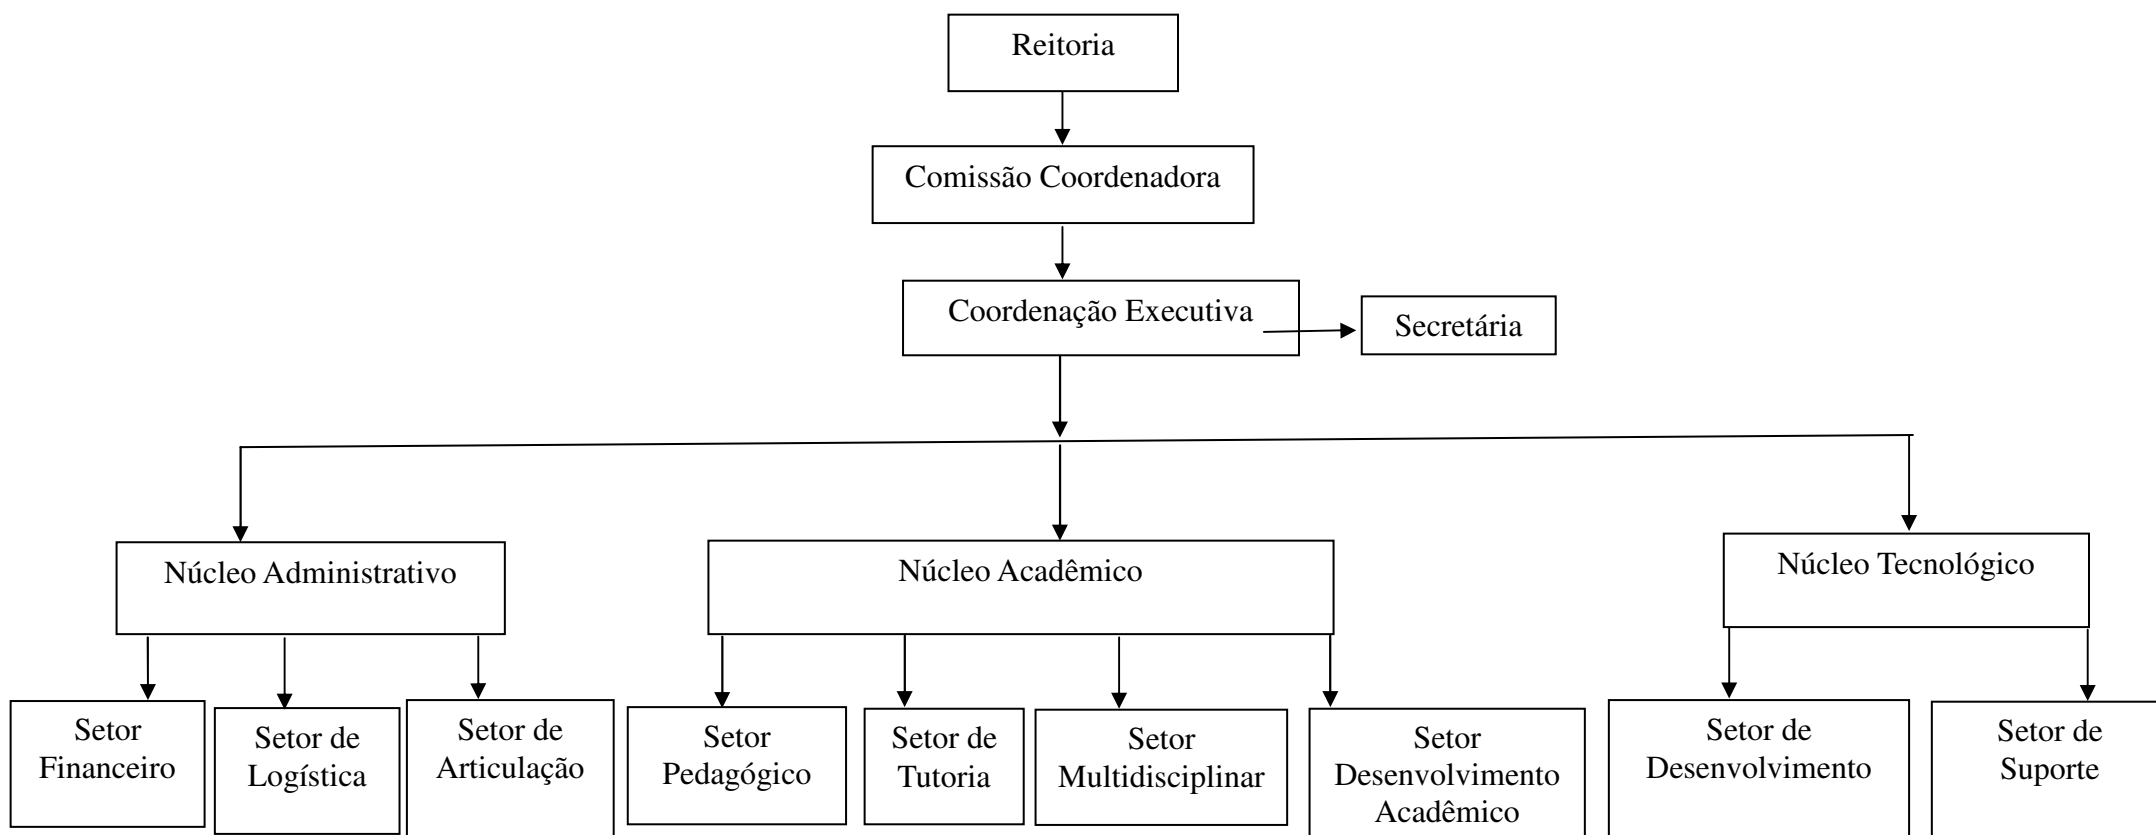 Reitoria
Comissão Coordenadora
Coordenação Executiva
Secretária
Núcleo Administrativo
Núcleo Acadêmico
Núcleo Tecnológico
Setor
Financeiro
Setor de
Logística
Setor de
Articulação
Setor
Pedagógico
Setor de
Tutoria
Setor
Multidisciplinar
Setor
Desenvolvimento
Acadêmico
Setor de
Desenvolvimento
Setor de
Suporte